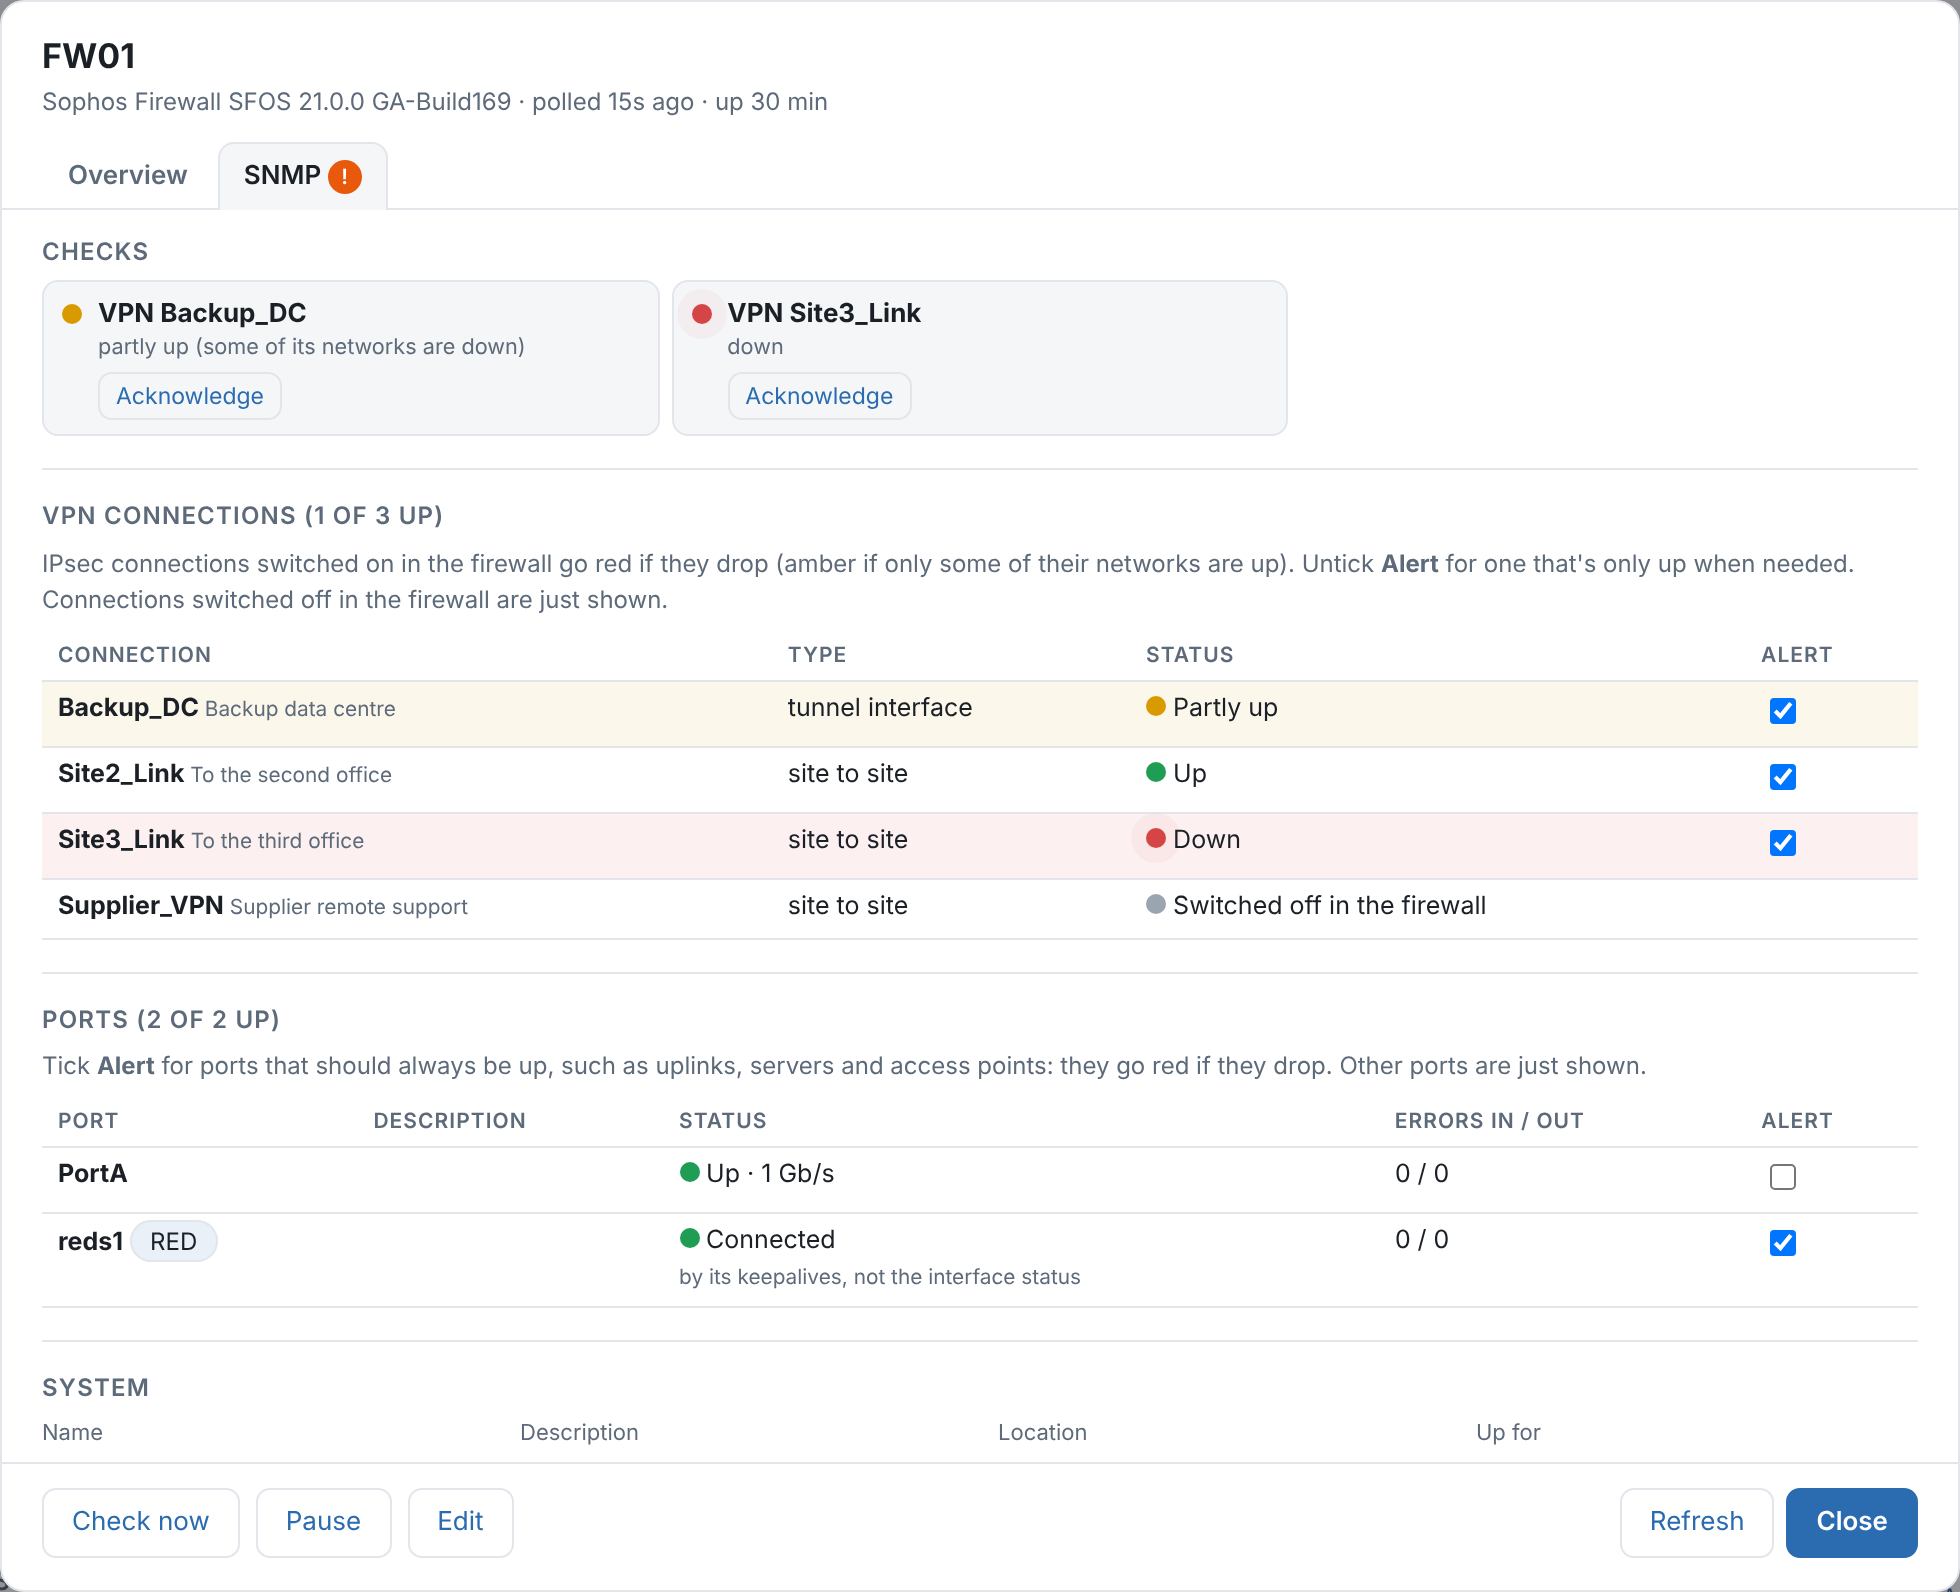 FW01
Sophos Firewall SFOS 21.0.0 GA-Build169 · polled 15s ago · up 30 min
Overview
SNMP !
CHECKS
VPN Backup_DC
partly up (some of its networks are down)
Acknowledge
VPN Site3_Link
down
Acknowledge
VPN CONNECTIONS (1 OF 3 UP)
IPsec connections switched on in the firewall go red if they drop (amber if only some of their networks are up). Untick Alert for one that's only up when needed.
Connections switched off in the firewall are just shown.
CONNECTION TYPE STATUS ALERT
Backup_DC Backup data centre tunnel interface Partly up
Site2_Link To the second office site to site Up
Site3_Link To the third office site to site Down
Supplier_VPN Supplier remote support site to site Switched off in the firewall
PORTS (2 OF 2 UP)
Tick Alert for ports that should always be up, such as uplinks, servers and access points: they go red if they drop. Other ports are just shown.
PORT DESCRIPTION STATUS ERRORS IN / OUT ALERT
PortA Up · 1 Gb/s 0 / 0
reds1 RED Connected 0 / 0
by its keepalives, not the interface status
SYSTEM
Name Description Location Up for
Check now Pause Edit Refresh Close